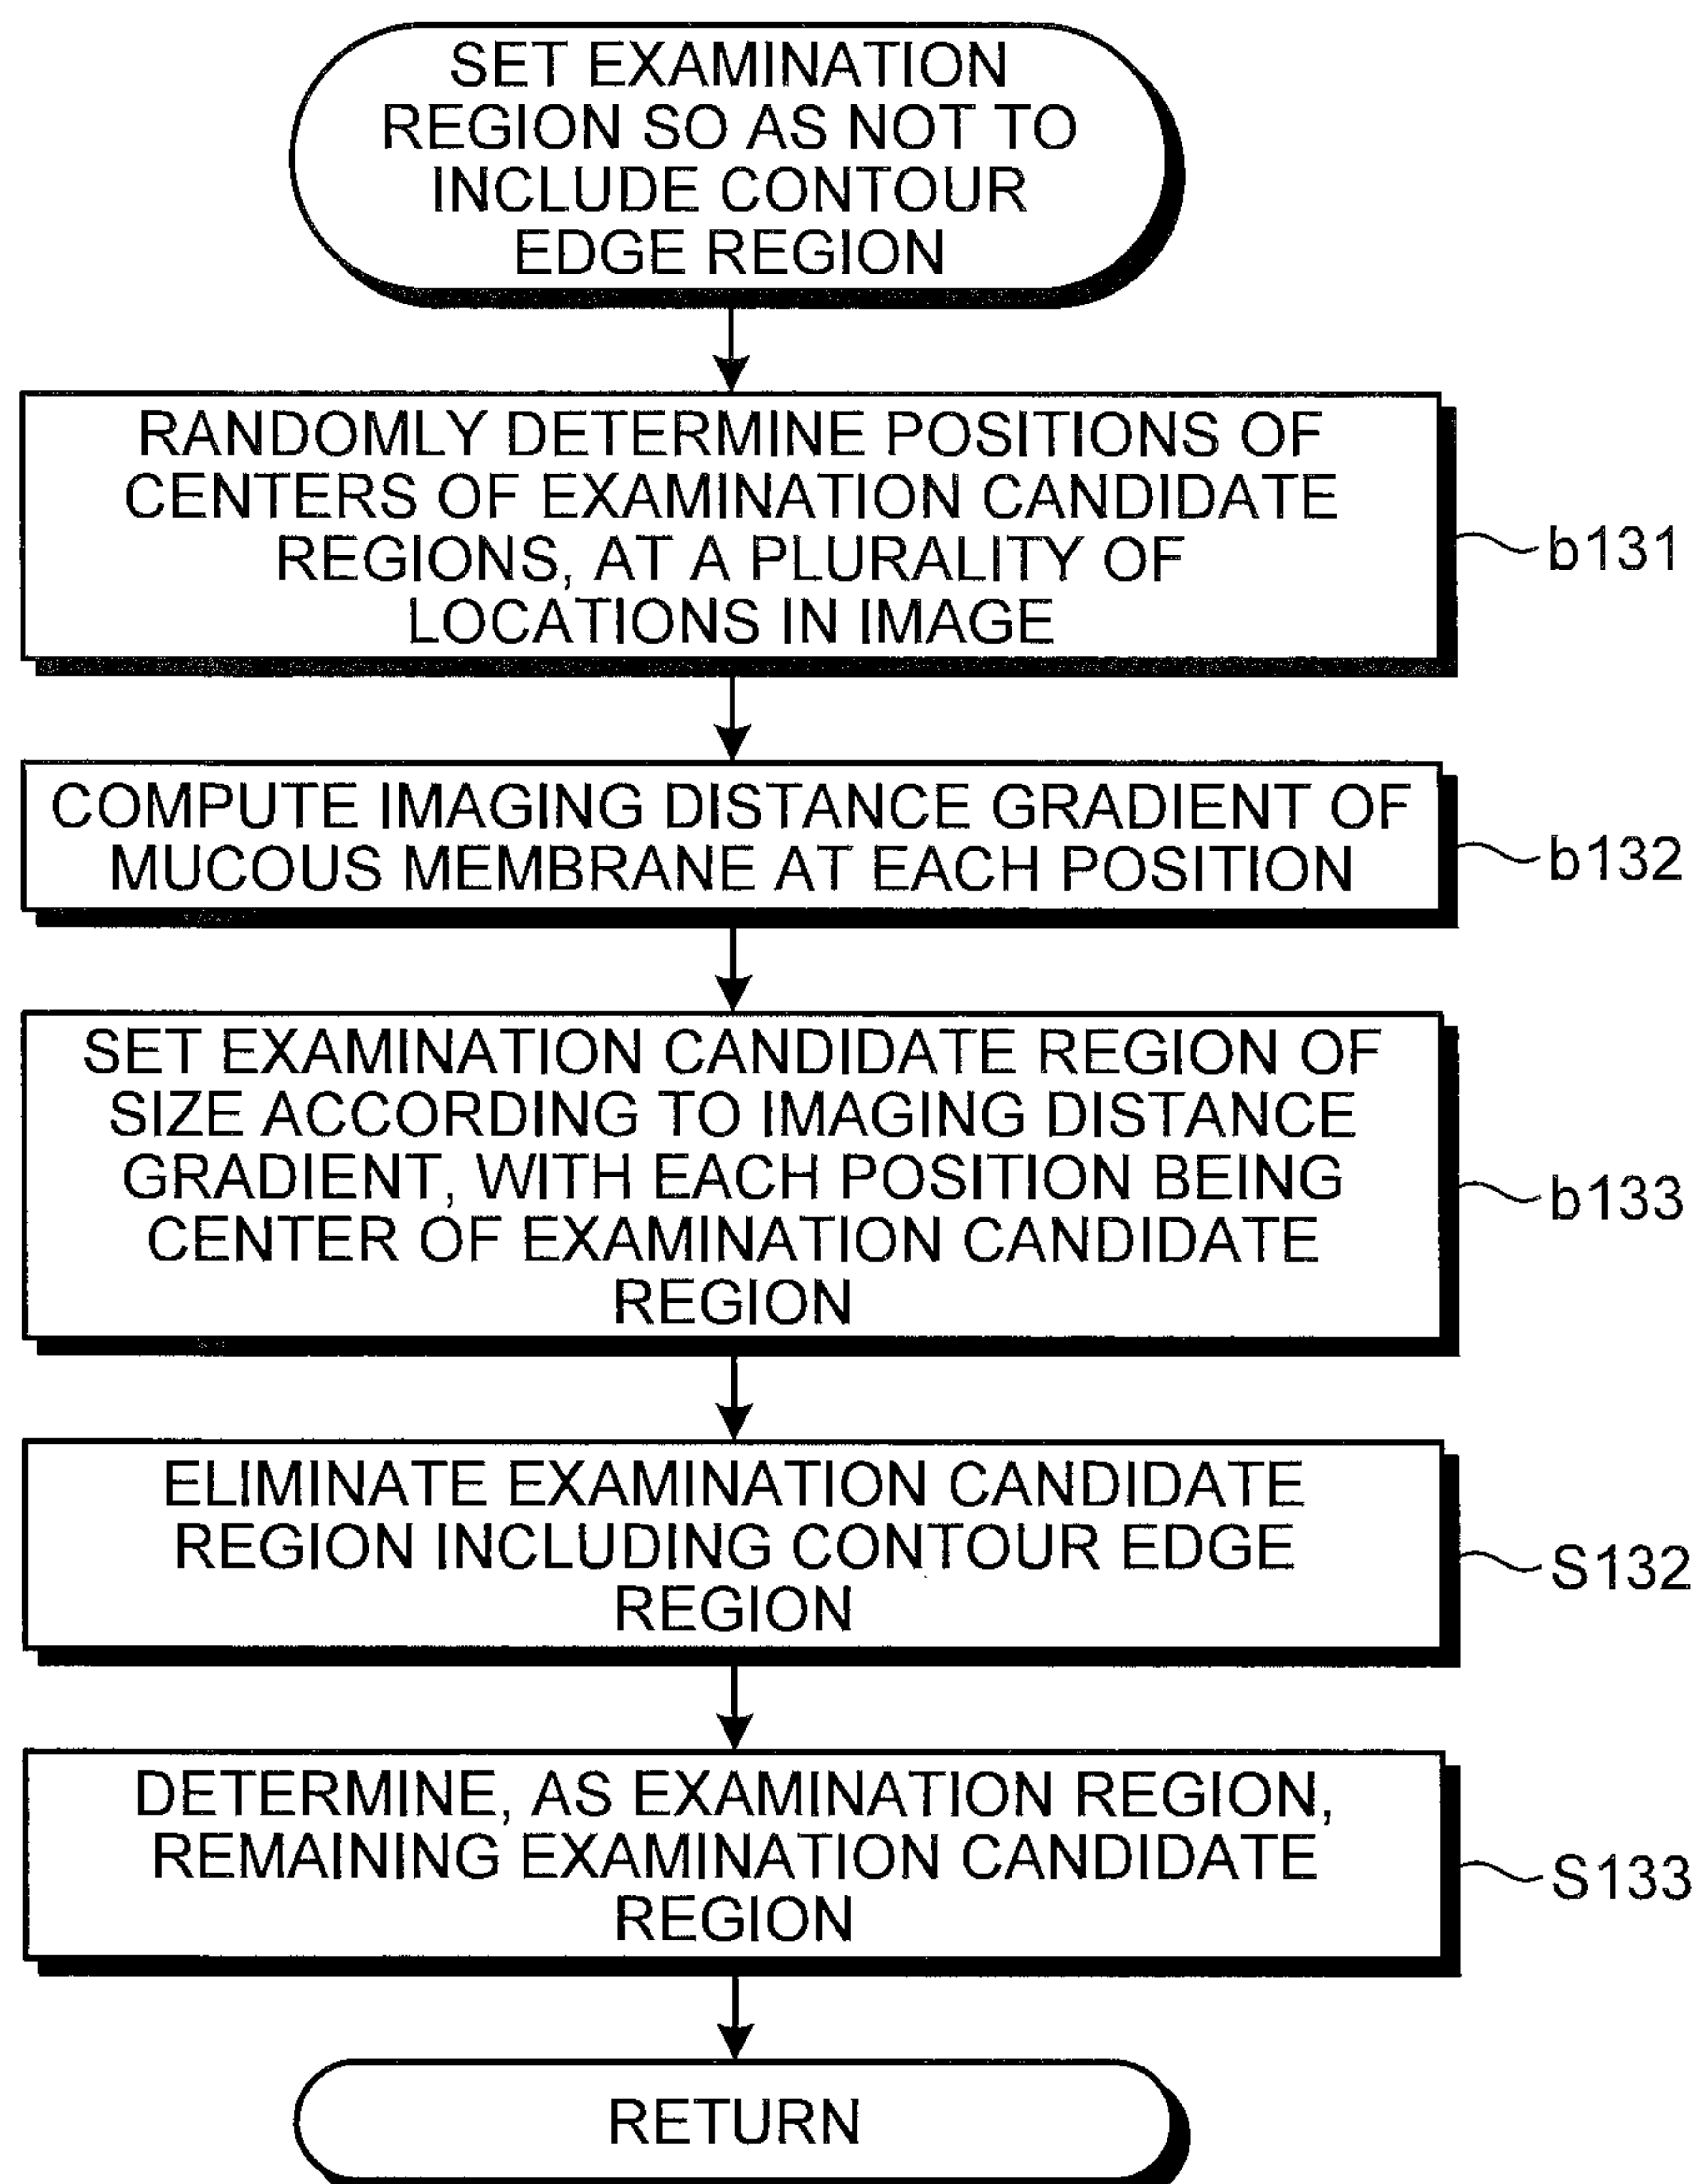 SET EXAMINATION
REGION SO AS NOT TO
INCLUDE CONTOUR
EDGE REGION
RANDOMLY DETERMINE POSITIONS OF
CENTERS OF EXAMINATION CANDIDATE
REGIONS, AT A PLURALITY OF
LOCATIONS IN IMAGE
b131
COMPUTE IMAGING DISTANCE GRADIENT OF
MUCOUS MEMBRANE AT EACH POSITION
b132
SET EXAMINATION CANDIDATE REGION OF
SIZE ACCORDING TO IMAGING DISTANCE
GRADIENT, WITH EACH POSITION BEING
CENTER OF EXAMINATION CANDIDATE
REGION
b133
ELIMINATE EXAMINATION CANDIDATE
REGION INCLUDING CONTOUR EDGE
REGION
S132
DETERMINE, AS EXAMINATION REGION,
REMAINING EXAMINATION CANDIDATE
REGION
S133
RETURN